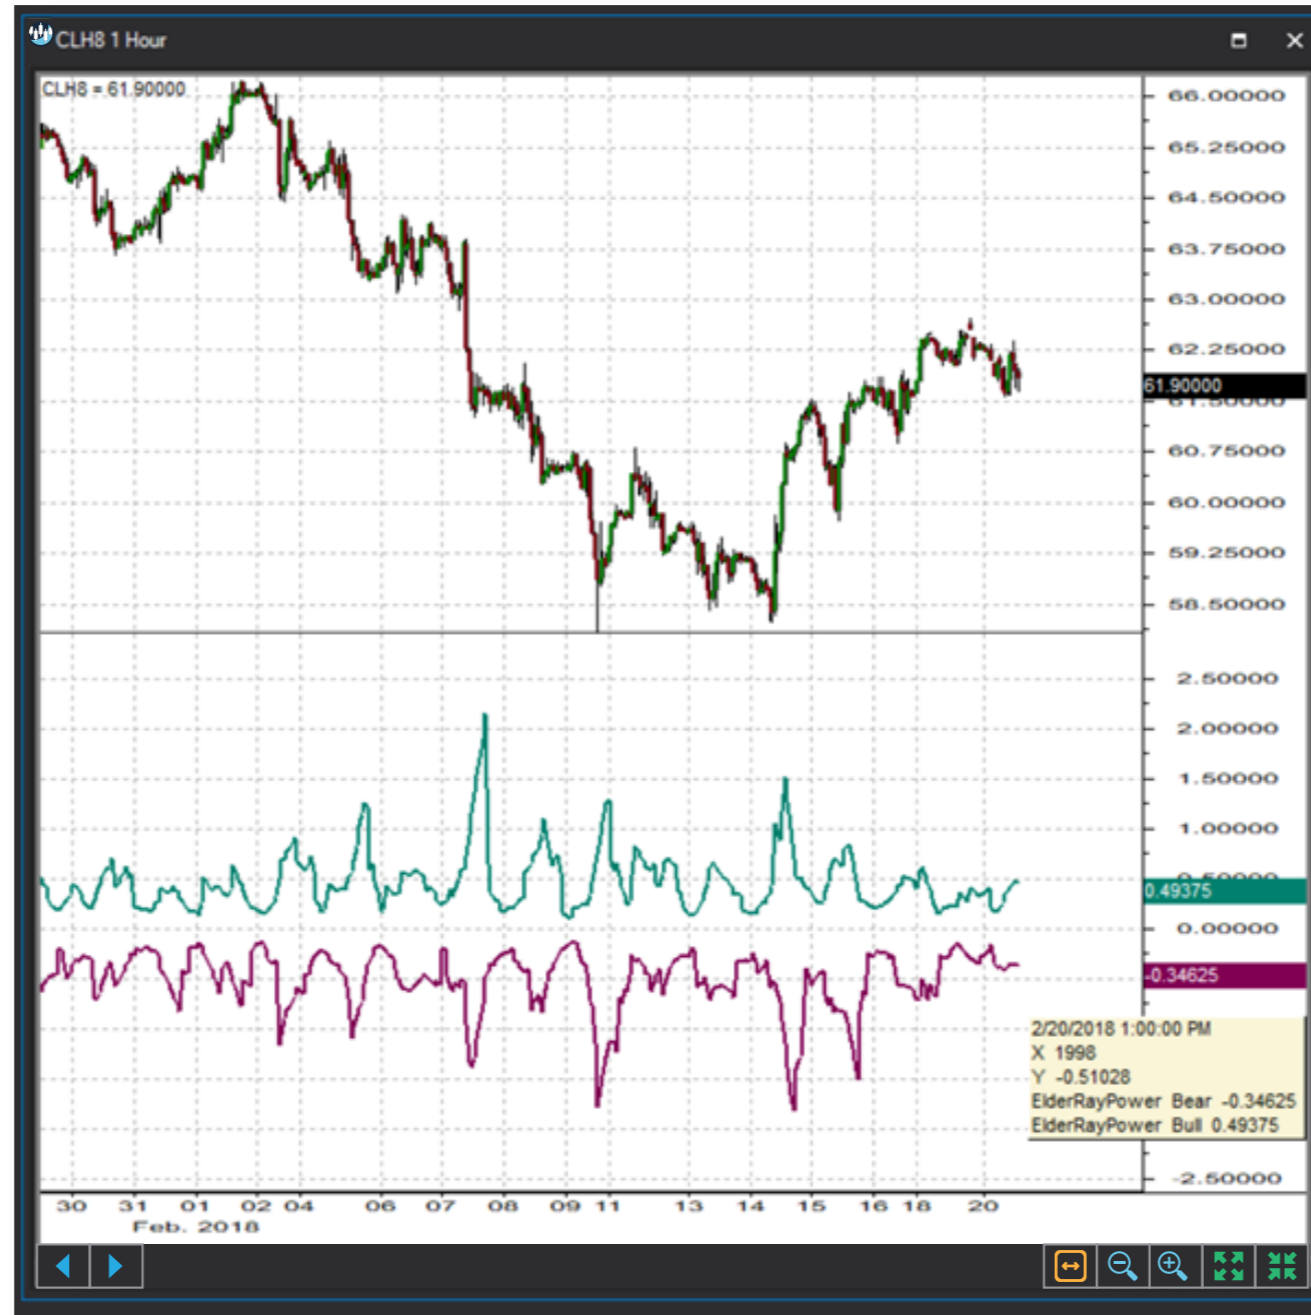 CLH8 1 Hour
CLH8 = 61.90000
66.00000
65.25000
64.50000
63.75000
63.00000
62.25000
61.90000
61.50000
60.75000
60.00000
59.25000
58.50000
2.50000
2.00000
1.50000
1.00000
0.50000
0.49375
0.00000
-0.34625
2/20/2018 1:00:00 PM
X 1998
Y -0.51028
ElderRayPower Bear -0.34625
ElderRayPower Bull 0.49375
-2.50000
30 31 01 02 04 06 07 08 09 11 13 14 15 16 18 20
Feb. 2018